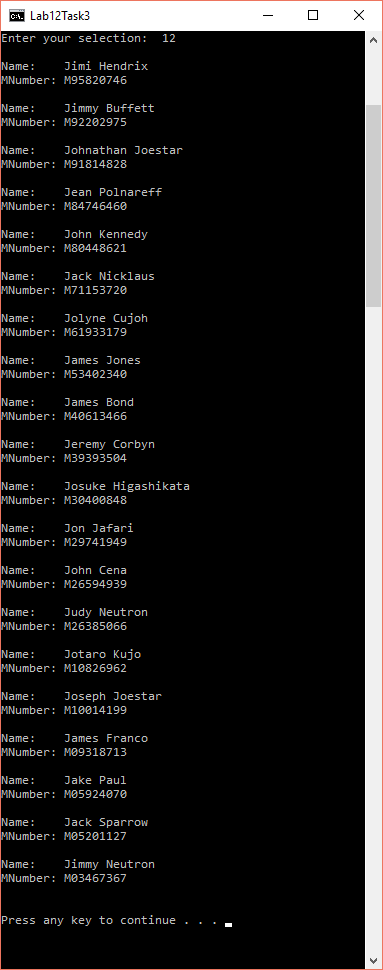 Lab12Task3
Enter your selection:  12
Name:    Jimi Hendrix
MNumber: M95820746
Name:    Jimmy Buffett
MNumber: M92202975
Name:    Johnathan Joestar
MNumber: M91814828
Name:    Jean Polnareff
MNumber: M84746460
Name:    John Kennedy
MNumber: M80448621
Name:    Jack Nicklaus
MNumber: M71153720
Name:    Jolyne Cujoh
MNumber: M61933179
Name:    James Jones
MNumber: M53402340
Name:    James Bond
MNumber: M40613466
Name:    Jeremy Corbyn
MNumber: M39393504
Name:    Josuke Higashikata
MNumber: M30400848
Name:    Jon Jafari
MNumber: M29741949
Name:    John Cena
MNumber: M26594939
Name:    Judy Neutron
MNumber: M26385066
Name:    Jotaro Kujo
MNumber: M10826962
Name:    Joseph Joestar
MNumber: M10014199
Name:    James Franco
MNumber: M09318713
Name:    Jake Paul
MNumber: M05924070
Name:    Jack Sparrow
MNumber: M05201127
Name:    Jimmy Neutron
MNumber: M03467367
Press any key to continue . . .